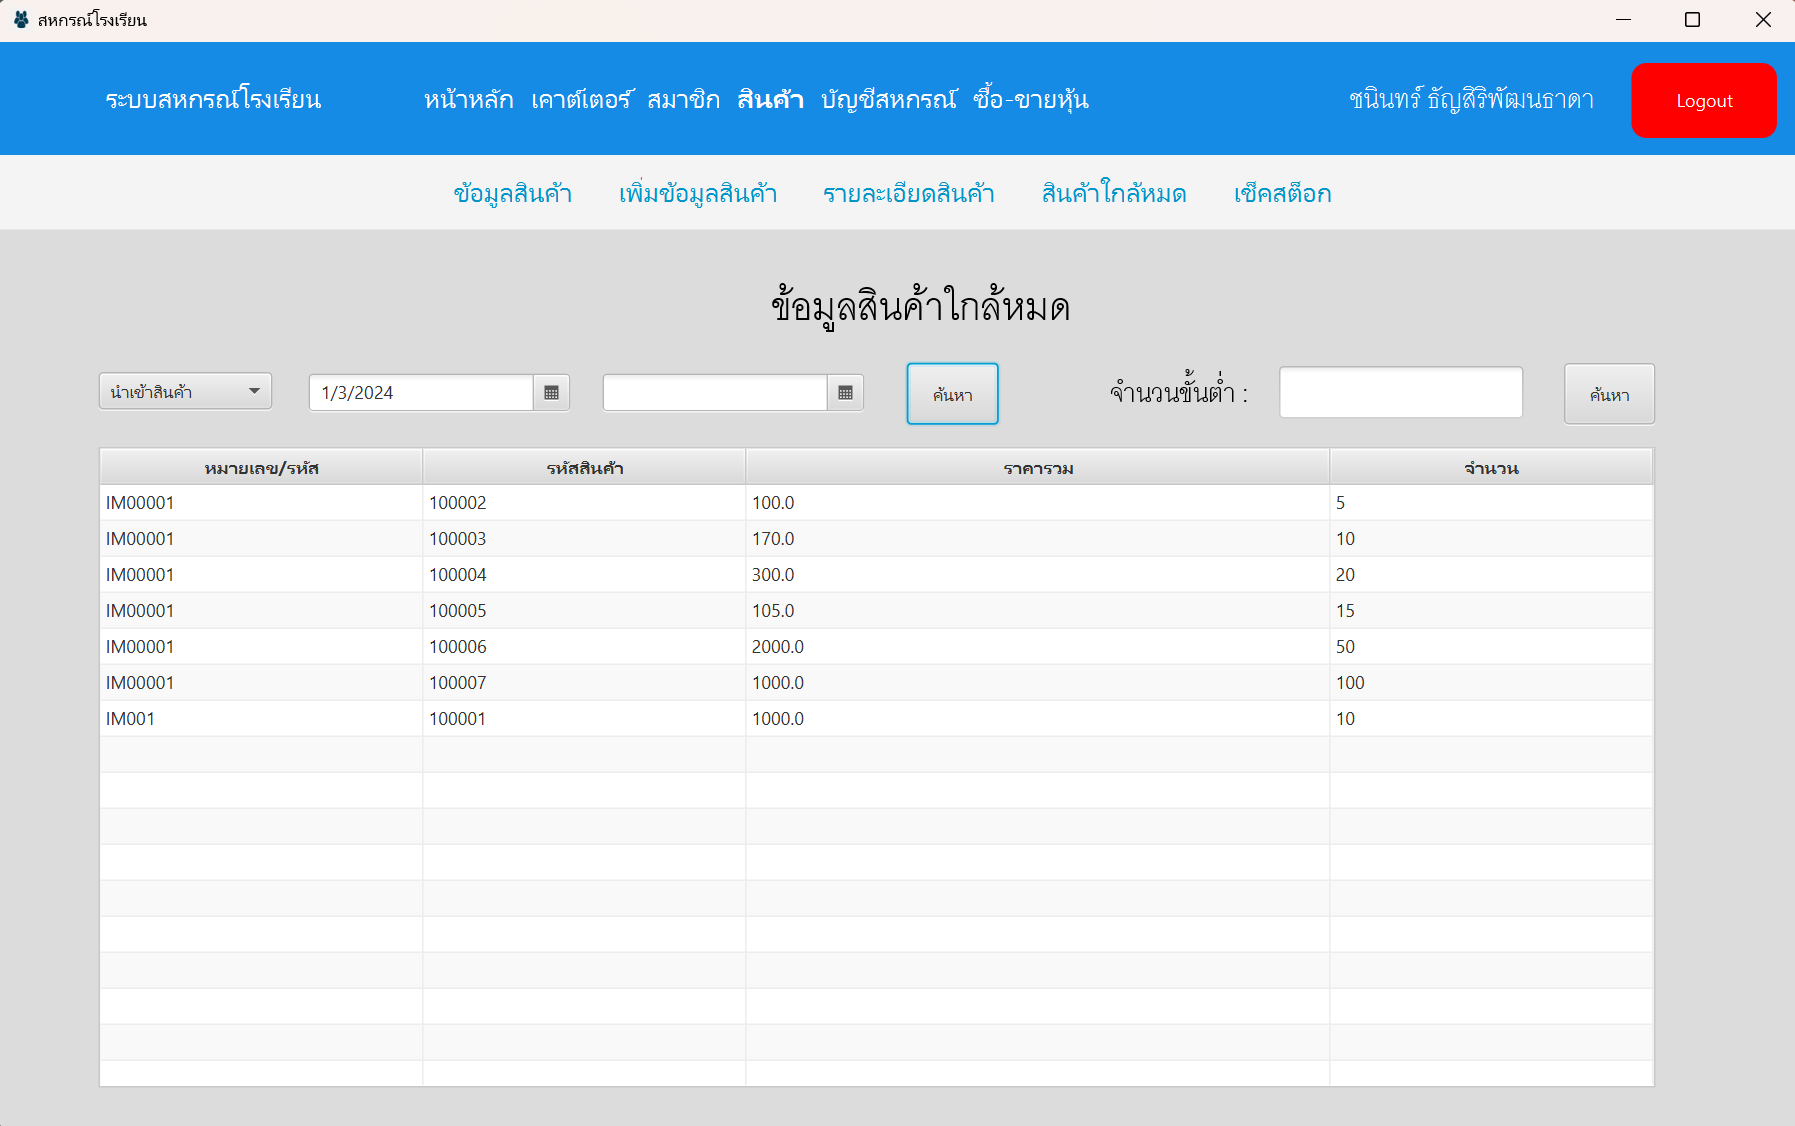 สหกรณ์โรงเรียน
ระบบสหกรณ์โรงเรียน หน้าหลัก เคาต์เตอร์ สมาชิก สินค้า บัญชีสหกรณ์ ซื้อ-ขายหุ้น ชนินทร์ ธัญสิริพัฒนธาดา Logout
ข้อมูลสินค้า เพิ่มข้อมูลสินค้า รายละเอียดสินค้า สินค้าใกล้หมด เช็คสต็อก
ข้อมูลสินค้าใกล้หมด
นำเข้าสินค้า 1/3/2024 ค้นหา จำนวนขั้นต่ำ : ค้นหา
หมายเลข/รหัส รหัสสินค้า ราคารวม จำนวน
IM00001 100002 100.0 5
IM00001 100003 170.0 10
IM00001 100004 300.0 20
IM00001 100005 105.0 15
IM00001 100006 2000.0 50
IM00001 100007 1000.0 100
IM001 100001 1000.0 10